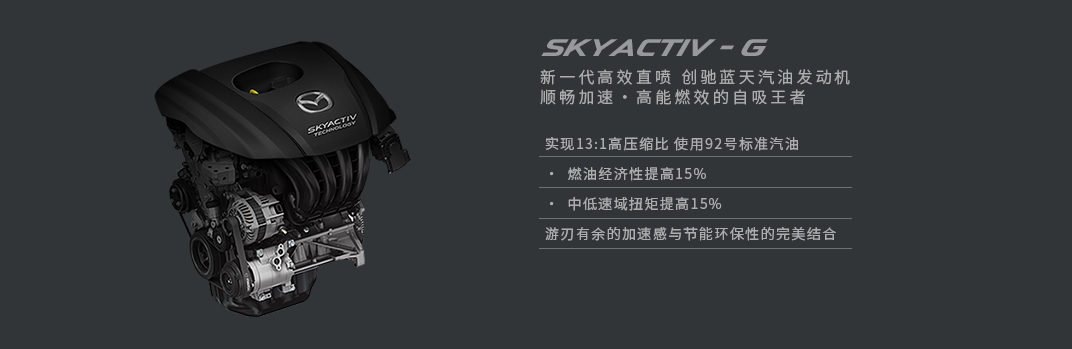 SKYACTIV - G
新一代高效直喷 创驰蓝天汽油发动机
顺畅加速・高能燃效的自吸王者
实现13:1高压缩比 使用92号标准汽油
・ 燃油经济性提高15%
・ 中低速域扭矩提高15%
游刃有余的加速感与节能环保性的完美结合
SKYACTIV
TECHNOLOGY